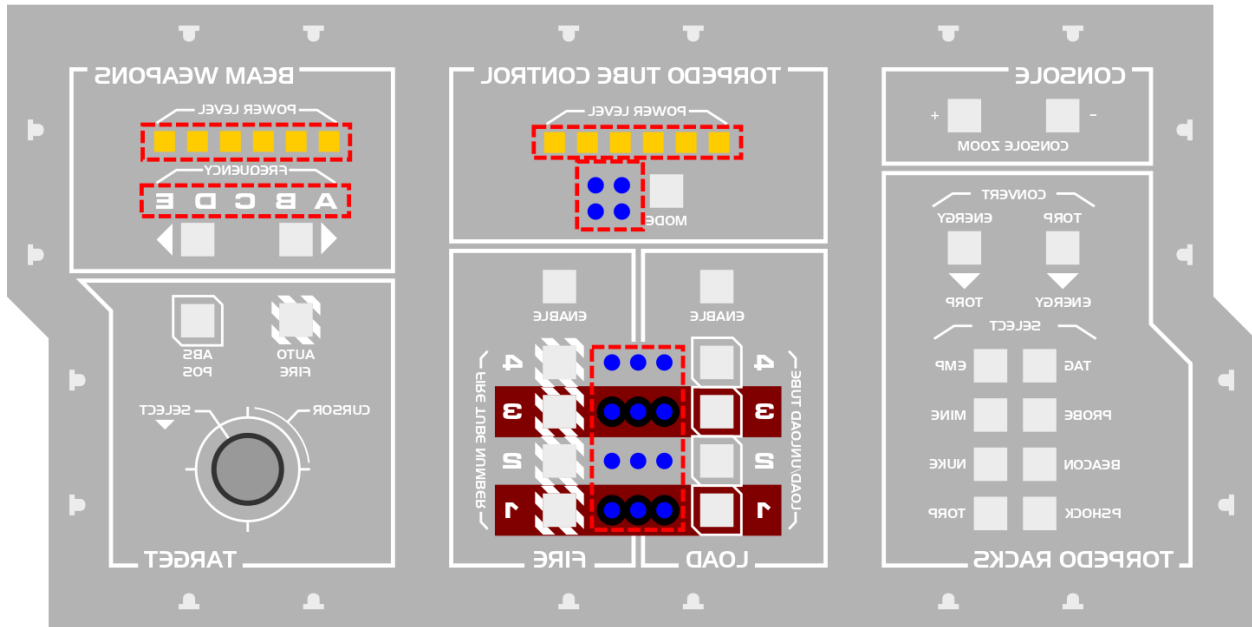 CONSOLE
- +
CONSOLE ZOOM
CONVERT
TORP ENERGY
ENERGY TORP
SELECT
TAG EMP
PROBE MINE
BEACON NUKE
PSHOCK TORP
TORPEDO RACKS
TORPEDO TUBE CONTROL
POWER LEVEL
MODE
ENABLE
LOAD/UNLOAD TUBE
4
3
2
1
LOAD
ENABLE
4
3
2
1
TUBE NUMBER TUBE FIRE
FIRE
BEAM WEAPONS
POWER LEVEL
FREQUENCY
A B C D E
AUTO
FIRE
ABS
POS
CURSOR
SELECT
TARGET